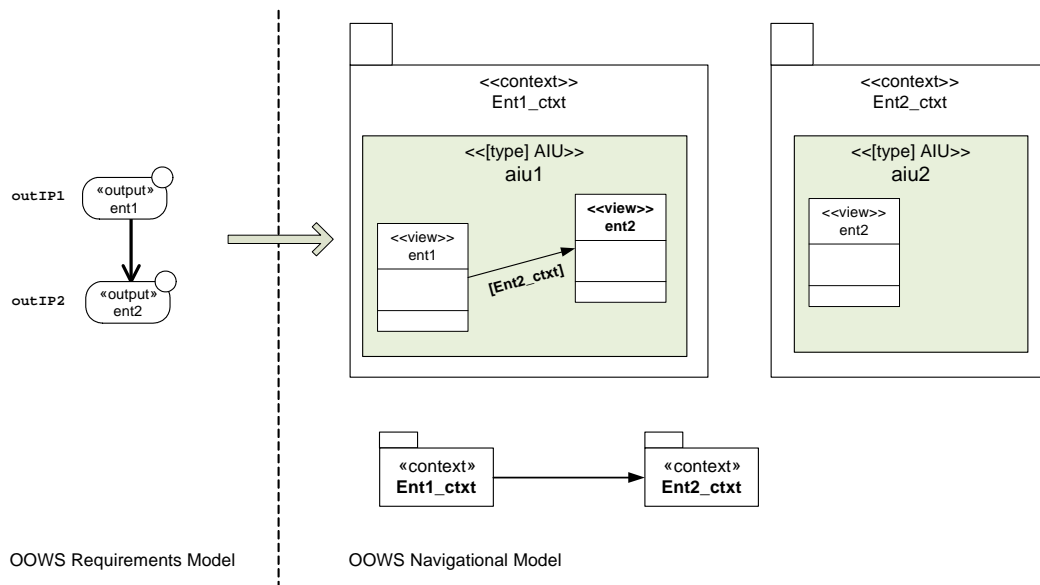 outIP1
«output»
ent1
outIP2
«output»
ent2
<<context>>
Ent1_ctxt
<<[type] AIU>>
aiu1
<<view>>
ent1
[Ent2_ctxt]
<<view>>
ent2
<<context>>
Ent2_ctxt
<<[type] AIU>>
aiu2
<<view>>
ent2
«context»
Ent1_ctxt
«context»
Ent2_ctxt
OOWS Requirements Model
OOWS Navigational Model